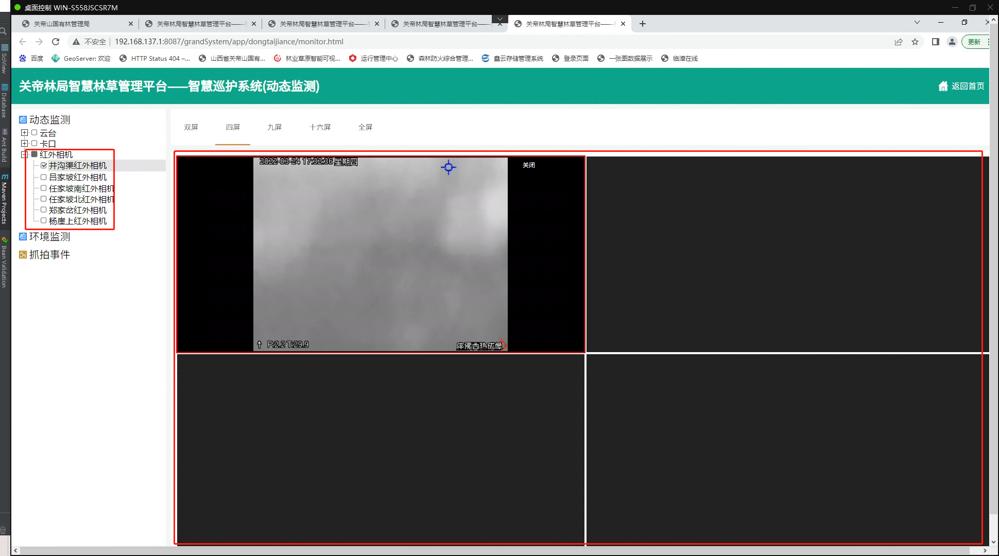 桌面控制 WIN-S558JSCSR7M
关帝山国有林管理局
关帝林局智慧林草管理平台——
关帝林局智慧林草管理平台——
关帝林局智慧林草管理平台——
关帝林局智慧林草管理平台——
不安全
192.168.137.1:8087/grandSystem/app/dongtaijiance/monitor.html
更新
百度
GeoServer: 欢迎
HTTP Status 404 –...
山西省关帝山国有...
林业草原智能可视...
运行管理中心
森林防火综合管理...
鑫云存储管理系统
登录页面
一张图数据展示
临漳在线
SciView
Database
Ant Build
Maven Projects
Bean Validation
关帝林局智慧林草管理平台——智慧巡护系统(动态监测)
返回首页
动态监测
云台
卡口
红外相机
井沟渠红外相机
吕家坡红外相机
任家坡南红外相机
任家坡北红外相机
郑家岔红外相机
杨崖上红外相机
环境监测
抓拍事件
双屏
四屏
九屏
十六屏
全屏
2022-03-24 17:32:36 星期四
关闭
P:2.2 T:29.9
座佛西热成像